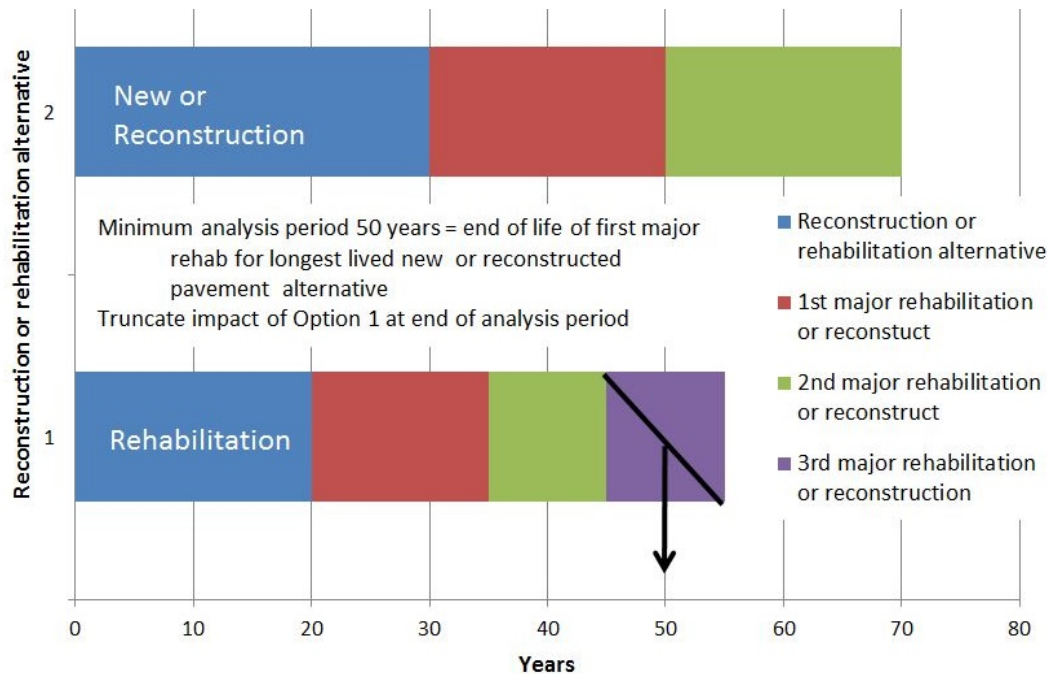 Reconstruction or rehabilitation alternative
2
New or
Reconstruction
Minimum analysis period 50 years = end of life of first major
rehab for longest lived new or reconstructed
pavement alternative
Truncate impact of Option 1 at end of analysis period
Reconstruction or
rehabilitation alternative
1st major rehabilitation
or reconstuct
2nd major rehabilitation
or reconstruct
3rd major rehabilitation
or reconstruction
1
Rehabilitation
0 10 20 30 40 50 60 70 80
Years